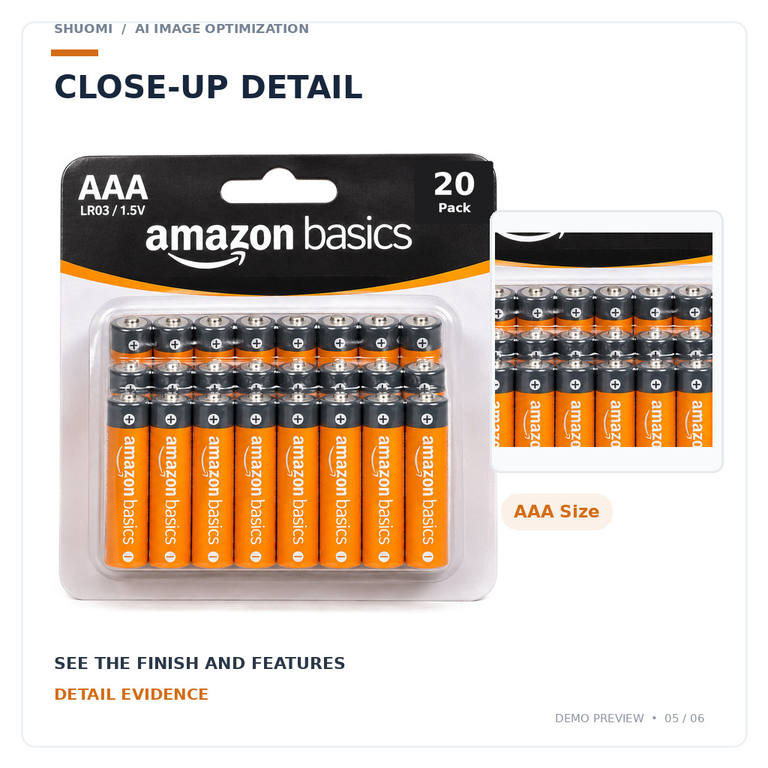 SHUOMI / AI IMAGE OPTIMIZATION
CLOSE-UP DETAIL
AAA
LR03 / 1.5V
20
Pack
amazon basics
amazon basics
amazon basics
amazon basics
amazon basics
amazon basics
amazon basics
amazon basics
amazon basics
AAA Size
SEE THE FINISH AND FEATURES
DETAIL EVIDENCE
DEMO PREVIEW • 05 / 06